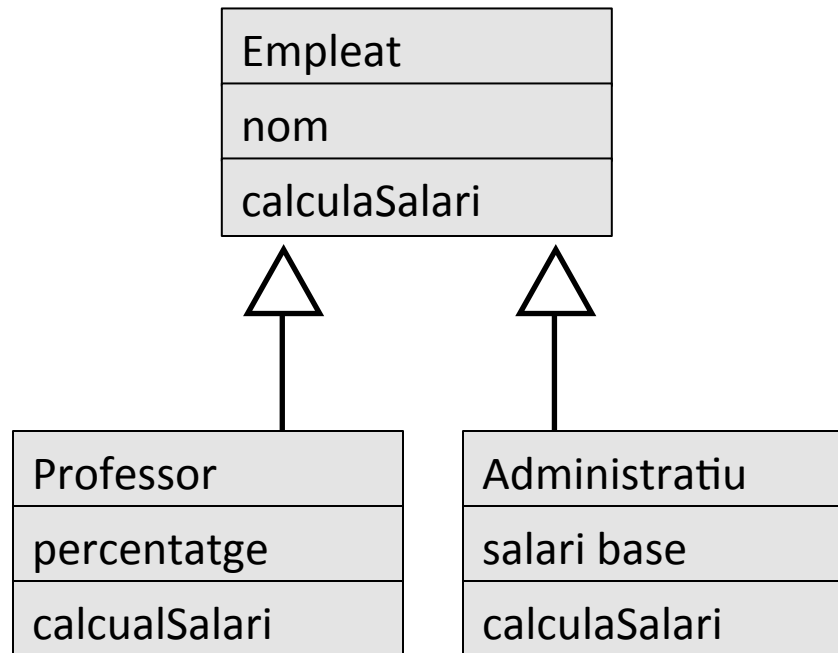 Empleat
nom
calculaSalari
Professor
percentatge
calcualSalari
Administratiu
salari base
calculaSalari